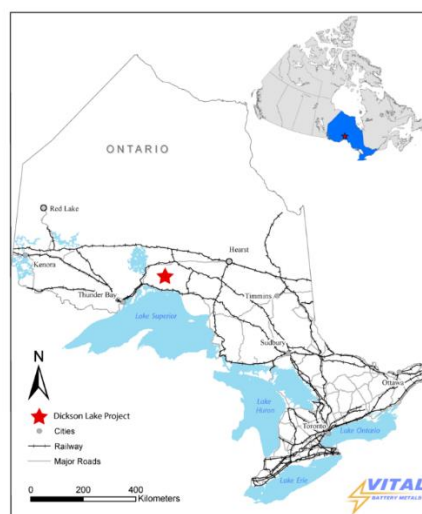 ONTARIO
Red Lake
Kenora
Hearst
Thunder Bay
Timmins
Lake Superior
Sudbury
Ottawa
Lake
Huron
Toronto
Lake Ontario
Lake Erie
N
Dickson Lake Project
Cities
Railway
Major Roads
0 100 200 400
Kilometers
VITAL
BATTERY METALS